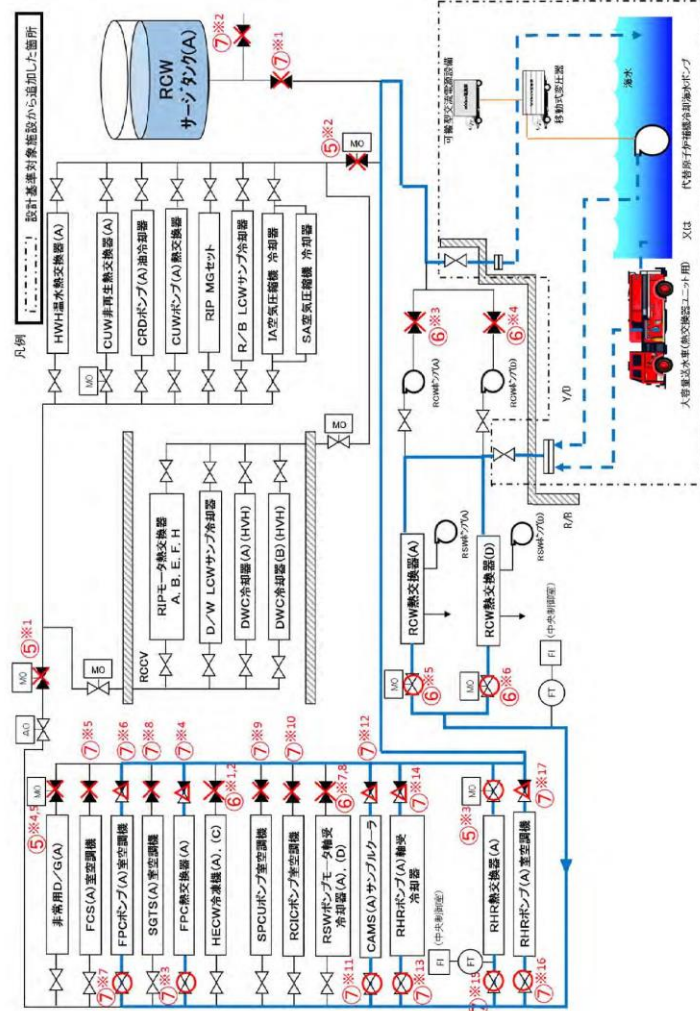 凡例
設計基準対象施設から追加した箇所
RCW
サージタンク(A)
⑦※2
⑦※1
⑤※2
MO
HWH温水熱交換器(A)
CUW非再生熱交換器(A)
CRDポンプ(A)油冷却器
CUWポンプ(A)熱交換器
RIP MGセット
R/B LCWサンプ冷却器
IA空気圧縮機 冷却器
SA空気圧縮機 冷却器
MO
MO
RCCV
RIPモータ熱交換器
A, B, E, F, H
D/W LCWサンプ冷却器
DWC冷却器(A)(HVH)
DWC冷却器(B)(HVH)
MO
⑤※1
MO
AO
可搬型交流電源設備
移動式変圧器
海水
代替原子炉補機冷却海水ポンプ
又は
大容量送水車(熱交換器ユニット用)
Y/D
R/B
⑥※3
⑥※4
RCWポンプ(A)
RCWポンプ(D)
RCW熱交換器(A)
RCW熱交換器(D)
RSWポンプ(A)
RSWポンプ(D)
MO
⑥※5
MO
⑥※6
FT
FI
(中央制御室)
⑤※4,5
MO
非常用D/G(A)
⑦※5
FCS(A)室空調機
⑦※6
FPCポンプ(A)室空調機
⑦※7
⑦※8
SGTS(A)室空調機
⑦※4
FPC熱交換器(A)
⑦※3
HECW冷凍機(A), (C)
⑥※1,2
SPCUポンプ室空調機
⑦※9
RCICポンプ室空調機
⑦※10
RSWポンプモータ軸受
冷却器(A), (D)
⑥※7,8
CAMS(A)サンプルクーラ
⑦※12
⑦※11
RHRポンプ(A)軸受
冷却器
⑦※14
⑦※13
(中央制御室)
FI
FT
RHR熱交換器(A)
MO
⑤※3
※15
RHRポンプ(A)室空調機
⑦※17
⑦※16